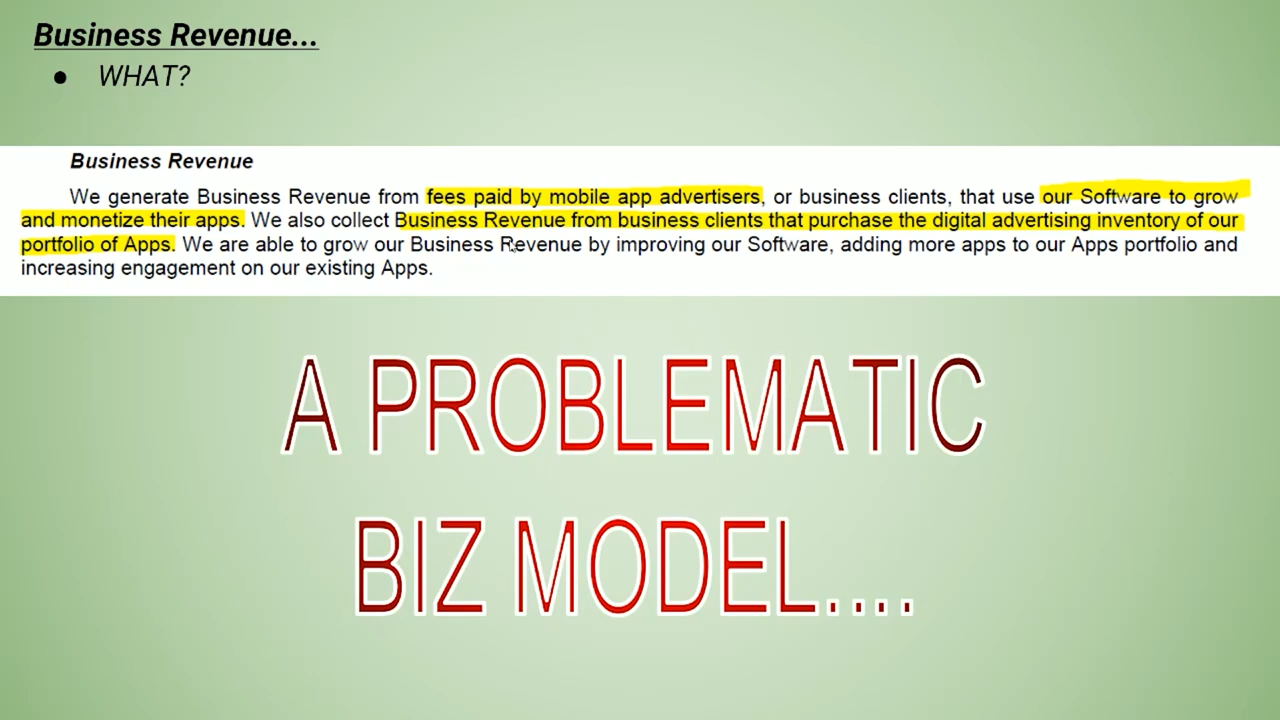 Business Revenue...
● WHAT?
Business Revenue
We generate Business Revenue from fees paid by mobile app advertisers, or business clients, that use our Software to grow
and monetize their apps. We also collect Business Revenue from business clients that purchase the digital advertising inventory of our
portfolio of Apps. We are able to grow our Business Revenue by improving our Software, adding more apps to our Apps portfolio and
increasing engagement on our existing Apps.
A PROBLEMATIC
BIZ MODEL....